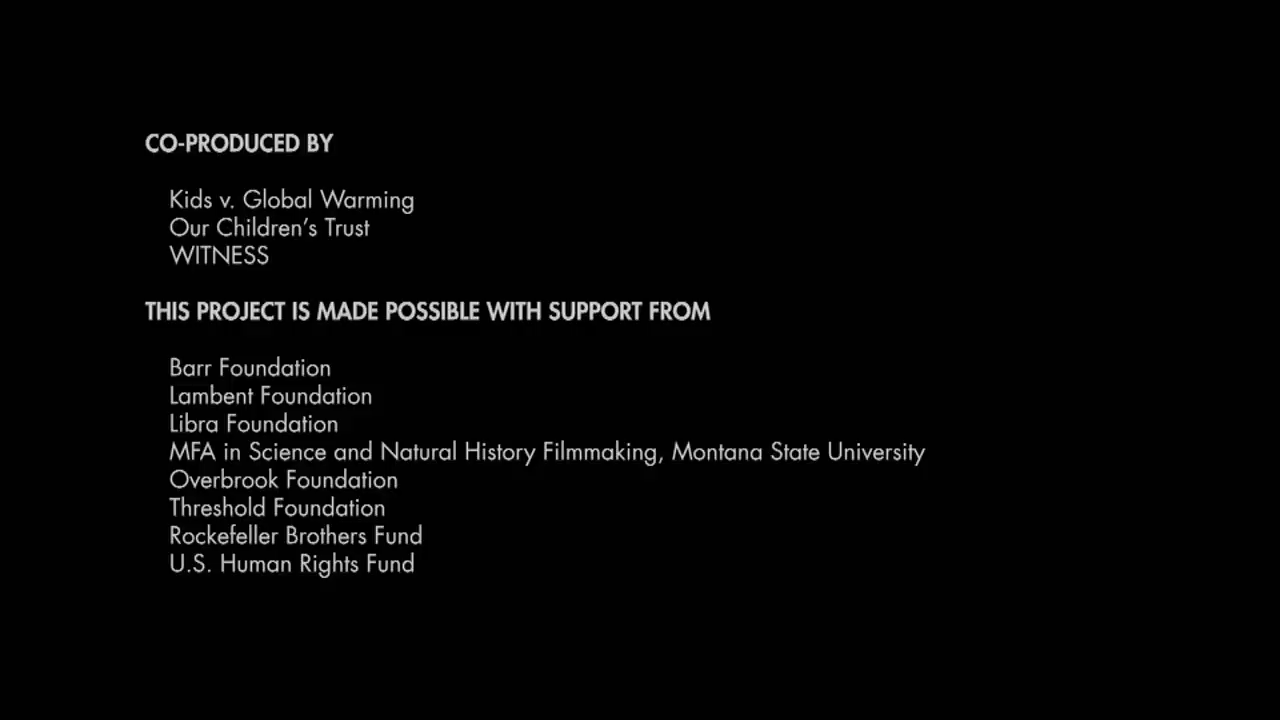 CO-PRODUCED BY
Kids v. Global Warming
Our Children's Trust
WITNESS
THIS PROJECT IS MADE POSSIBLE WITH SUPPORT FROM
Barr Foundation
Lambent Foundation
Libra Foundation
MFA in Science and Natural History Filmmaking, Montana State University
Overbrook Foundation
Threshold Foundation
Rockefeller Brothers Fund
U.S. Human Rights Fund